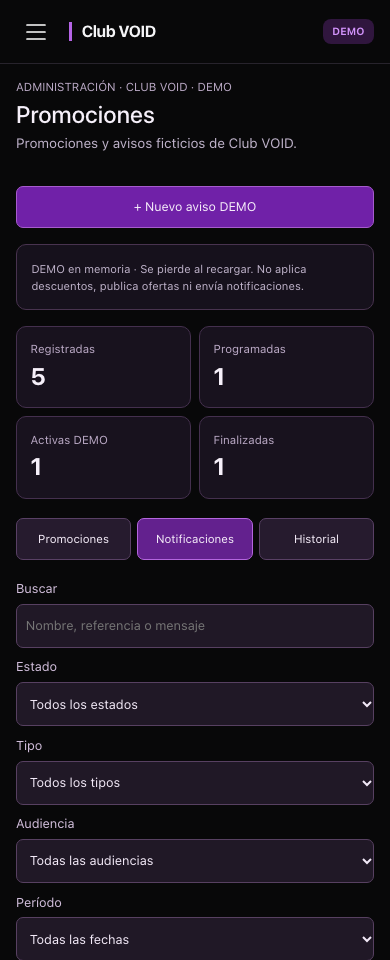 Club VOID
DEMO
ADMINISTRACIÓN · CLUB VOID · DEMO
Promociones
Promociones y avisos ficticios de Club VOID.
+ Nuevo aviso DEMO
DEMO en memoria · Se pierde al recargar. No aplica
descuentos, publica ofertas ni envía notificaciones.
Registradas
5
Programadas
1
Activas DEMO
1
Finalizadas
1
Promociones
Notificaciones
Historial
Buscar
Nombre, referencia o mensaje
Estado
Todos los estados
Tipo
Todos los tipos
Audiencia
Todas las audiencias
Período
Todas las fechas